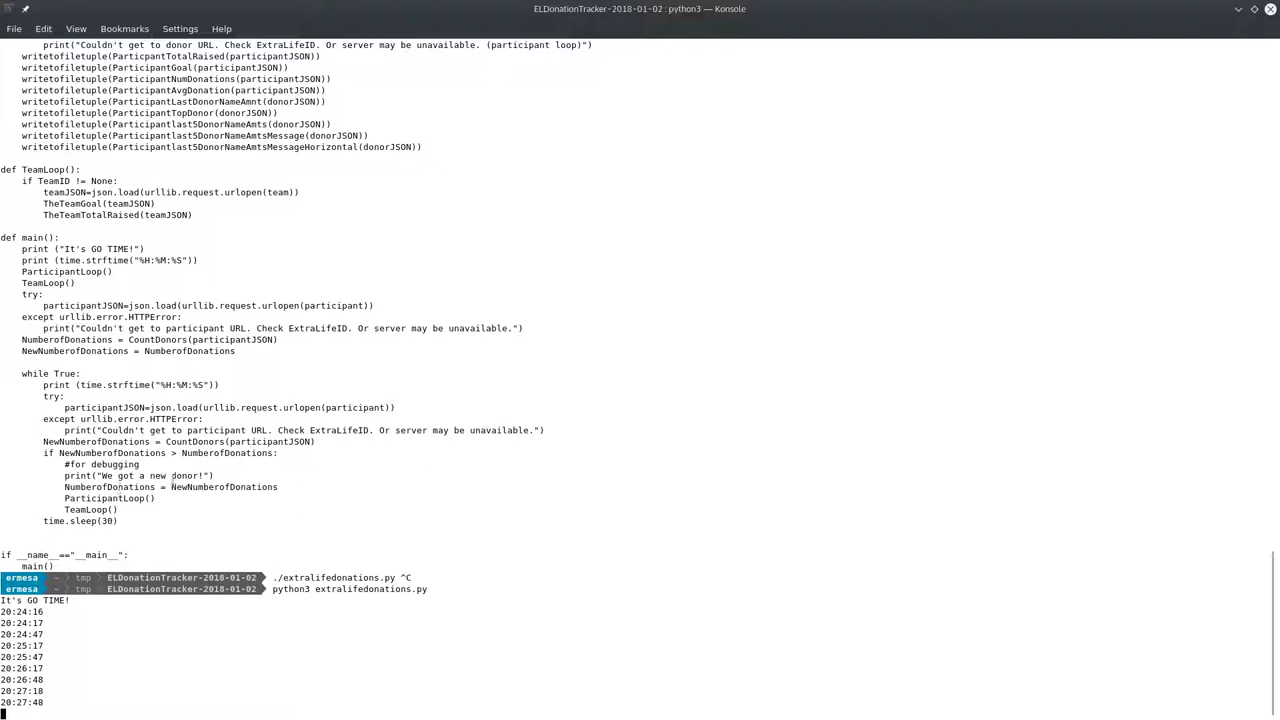 ELDonationTracker-2018-01-02 : python3 — Konsole
File Edit View Bookmarks Settings Help
print("Couldn't get to donor URL. Check ExtraLifeID. Or server may be unavailable. (participant loop)")
writetofiletuple(ParticpantTotalRaised(participantJSON))
writetofiletuple(ParticipantGoal(participantJSON))
writetofiletuple(ParticipantNumDonations(participantJSON))
writetofiletuple(ParticipantAvgDonation(participantJSON))
writetofiletuple(ParticipantLastDonorNameAmnt(donorJSON))
writetofiletuple(ParticipantTopDonor(donorJSON))
writetofiletuple(Participantlast5DonorNameAmts(donorJSON))
writetofiletuple(Participantlast5DonorNameAmtsMessage(donorJSON))
writetofiletuple(Participantlast5DonorNameAmtsMessageHorizontal(donorJSON))
def TeamLoop():
if TeamID != None:
teamJSON=json.load(urllib.request.urlopen(team))
TheTeamGoal(teamJSON)
TheTeamTotalRaised(teamJSON)
def main():
print ("It's GO TIME!")
print (time.strftime("%H:%M:%S"))
ParticipantLoop()
TeamLoop()
try:
participantJSON=json.load(urllib.request.urlopen(participant))
except urllib.error.HTTPError:
print("Couldn't get to participant URL. Check ExtraLifeID. Or server may be unavailable.")
NumberofDonations = CountDonors(participantJSON)
NewNumberofDonations = NumberofDonations
while True:
print (time.strftime("%H:%M:%S"))
try:
participantJSON=json.load(urllib.request.urlopen(participant))
except urllib.error.HTTPError:
print("Couldn't get to participant URL. Check ExtraLifeID. Or server may be unavailable.")
NewNumberofDonations = CountDonors(participantJSON)
if NewNumberofDonations > NumberofDonations:
#for debugging
print("We got a new donor!")
NumberofDonations = NewNumberofDonations
ParticipantLoop()
TeamLoop()
time.sleep(30)
if __name__=="__main__":
main()
ermesa ~ tmp ELDonationTracker-2018-01-02 ./extralifedonations.py ^C
ermesa ~ tmp ELDonationTracker-2018-01-02 python3 extralifedonations.py
It's GO TIME!
20:24:16
20:24:17
20:24:47
20:25:17
20:25:47
20:26:17
20:26:48
20:27:18
20:27:48